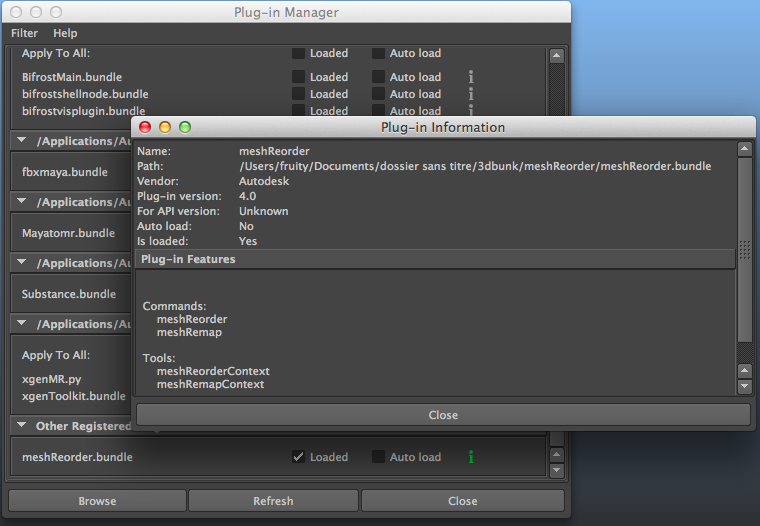 Plug-in Manager
Filter Help
Apply To All: Loaded Auto load
BifrostMain.bundle Loaded Auto load
bifrostshellnode.bundle Loaded Auto load
bifrostvisplugin.bundle Loaded Auto load
/Applications/Au
fbxmaya.bundle
/Applications/Au
Mayatomr.bundle
/Applications/Au
Substance.bundle
/Applications/Au
Apply To All:
xgenMR.py
xgenToolkit.bundle
Other Registered
meshReorder.bundle Loaded Auto load
Browse Refresh Close
Plug-in Information
Name: meshReorder
Path: /Users/fruity/Documents/dossier sans titre/3dbunk/meshReorder/meshReorder.bundle
Vendor: Autodesk
Plug-in version: 4.0
For API version: Unknown
Auto load: No
Is loaded: Yes
Plug-in Features
Commands:
meshReorder
meshRemap
Tools:
meshReorderContext
meshRemapContext
Close